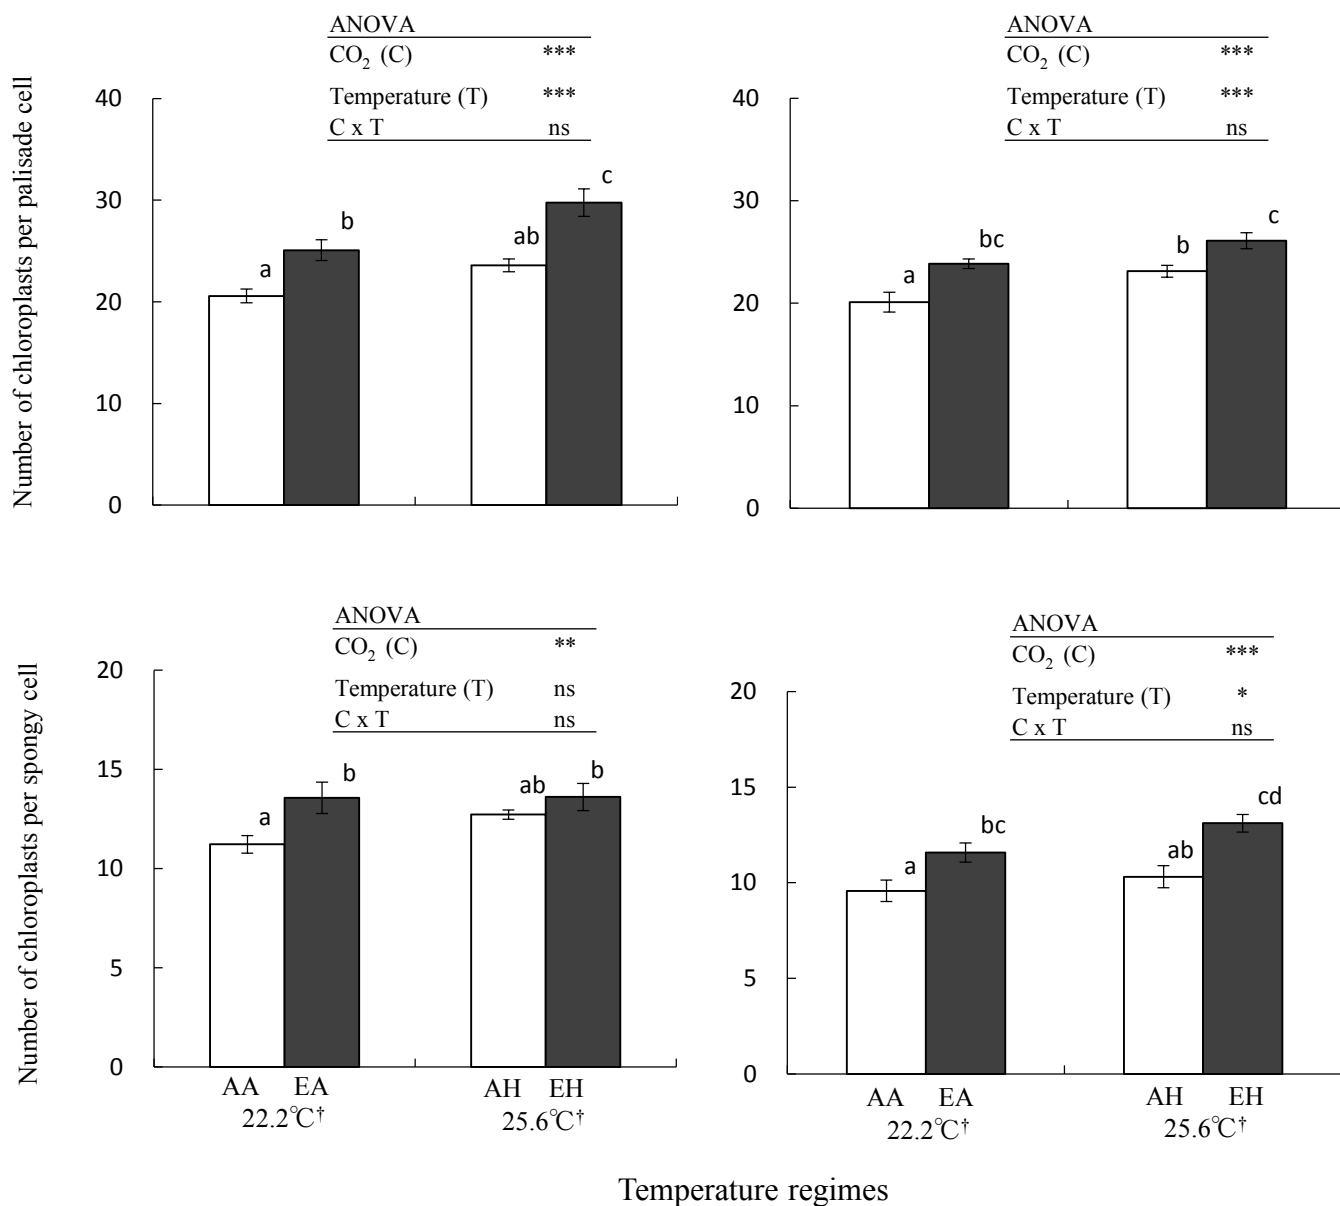 ANOVA
CO2 (C) ***
Temperature (T) ***
C x T ns
Number of chloroplasts per palisade cell
40
30
20
10
0
a
b
ab
c
ANOVA
CO2 (C) ***
Temperature (T) ***
C x T ns
40
30
20
10
0
a
bc
b
c
ANOVA
CO2 (C) **
Temperature (T) ns
C x T ns
Number of chloroplasts per spongy cell
20
15
10
5
0
a
b
ab
b
AA EA AH EH
22.2℃† 25.6℃†
ANOVA
CO2 (C) ***
Temperature (T) *
C x T ns
20
15
10
5
0
a
bc
ab
cd
AA EA AH EH
22.2℃† 25.6℃†
Temperature regimes